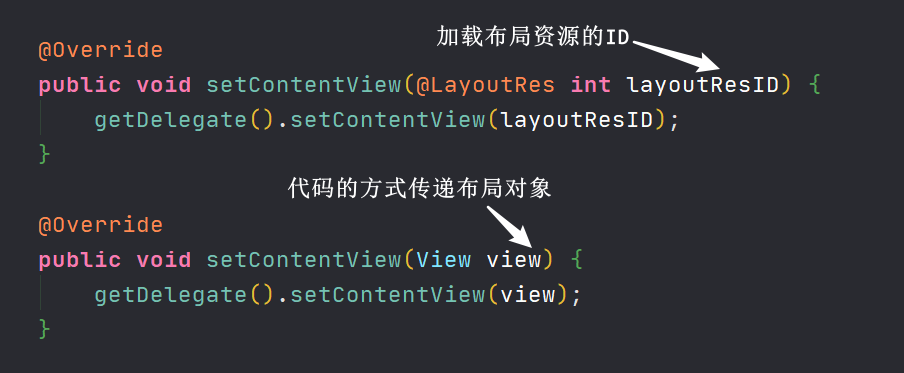 加载布局资源的ID
@Override
public void setContentView(@LayoutRes int layoutResID) {
    getDelegate().setContentView(layoutResID);
}
代码的方式传递布局对象
@Override
public void setContentView(View view) {
    getDelegate().setContentView(view);
}